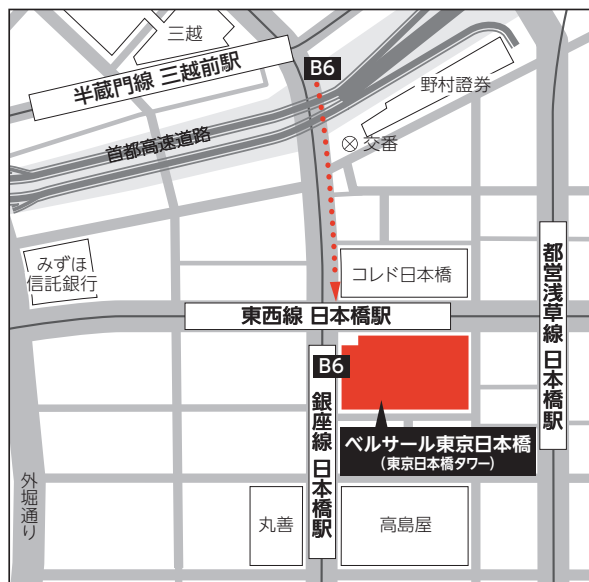 三越
半蔵門線 三越前駅
B6
野村證券
首都高速道路
交番
みずほ
信託銀行
コレド日本橋
都営浅草線 日本橋駅
東西線 日本橋駅
B6
銀座線 日本橋駅
ベルサール東京日本橋
(東京日本橋タワー)
外堀通り
丸善
高島屋